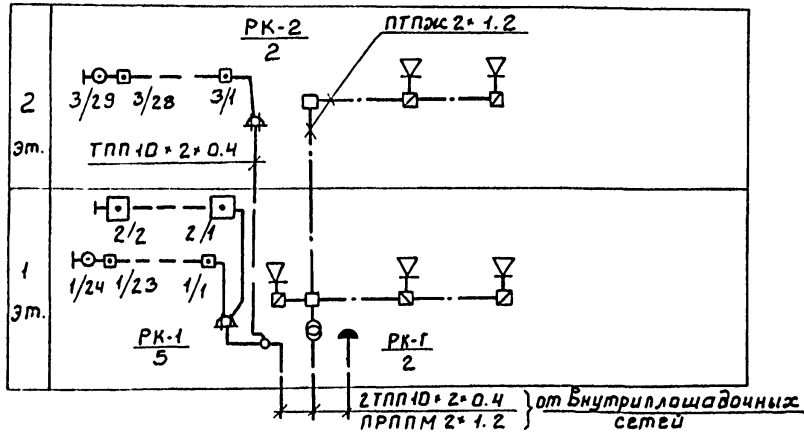 РК-2
2
ПТПЖ 2*1.2
2
эт.
3/29 3/28 3/1
ТПП 10*2*0.4
1
эт.
2/2 2/1
1/24 1/23 1/1
РК-1
5
РК-Г
2
2ТПП10*2*0.4
ПРППМ 2*1.2
от Внутриплощадочных
сетей